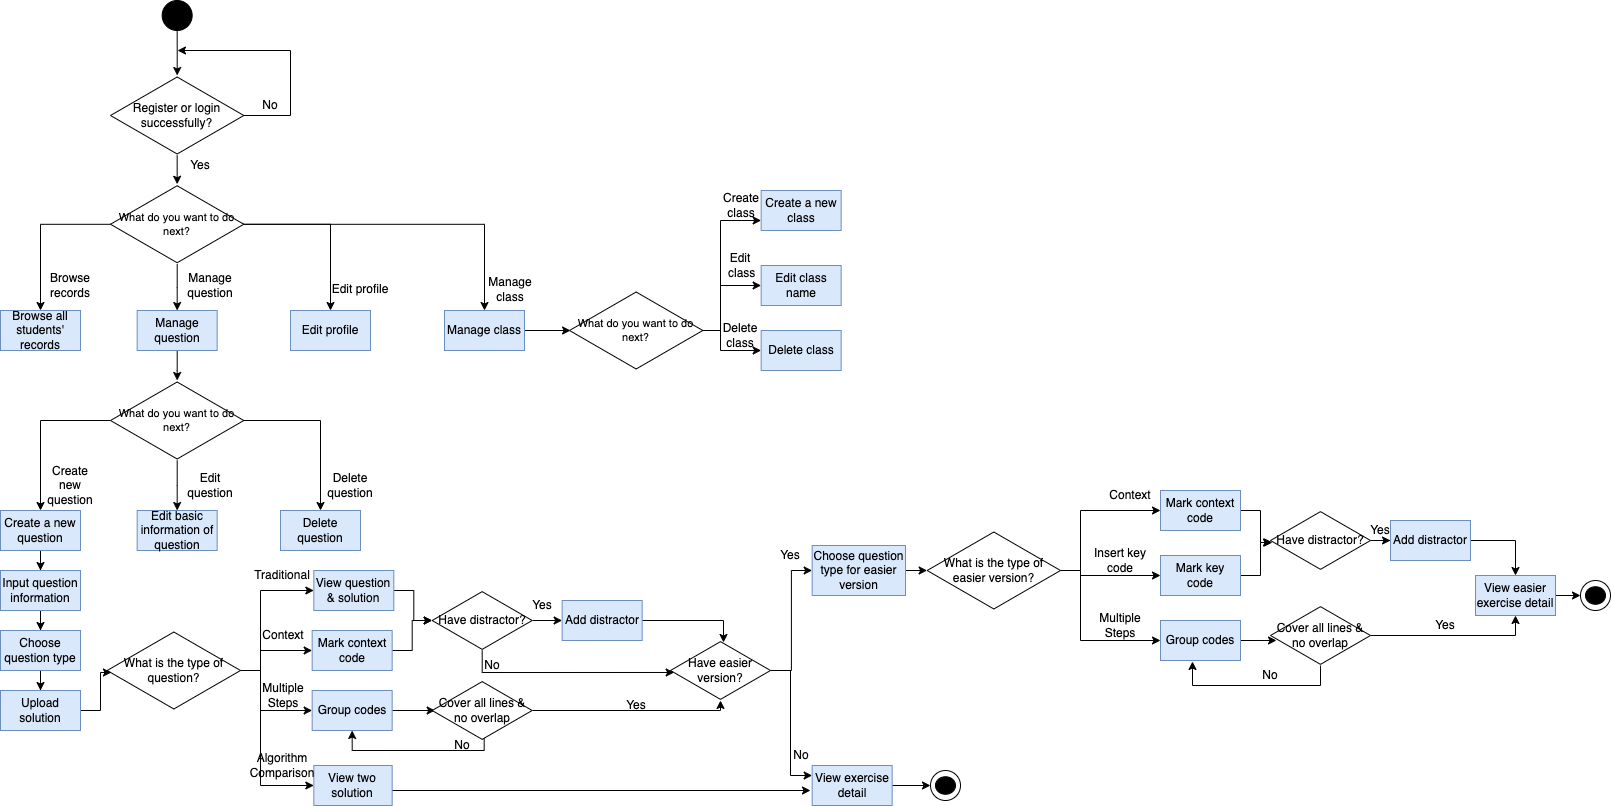 Register or login
successfully?
No
Yes
What do you want to do
next?
Browse
records
Manage
question
Edit profile
Manage
class
Browse all
students'
records
Manage
question
Edit profile
Manage class
What do you want to do
next?
Create
class
Create a new
class
Edit
class
Edit class
name
Delete
class
Delete class
What do you want to do
next?
Create
new
question
Edit
question
Delete
question
Create a new
question
Edit basic
information of
question
Delete
question
Input question
information
Choose
question type
Upload
solution
What is the type of
question?
Traditional
View question
& solution
Context
Mark context
code
Multiple
Steps
Group codes
Algorithm
Comparison
View two
solution
Have distractor?
Yes
Add distractor
No
Cover all lines &
no overlap
Yes
No
Have easier
version?
Yes
No
View exercise
detail
Choose question
type for easier
version
What is the type of
easier version?
Context
Mark context
code
Insert key
code
Mark key
code
Multiple
Steps
Group codes
Have distractor?
Yes
Add distractor
Cover all lines &
no overlap
Yes
No
View easier
exercise detail